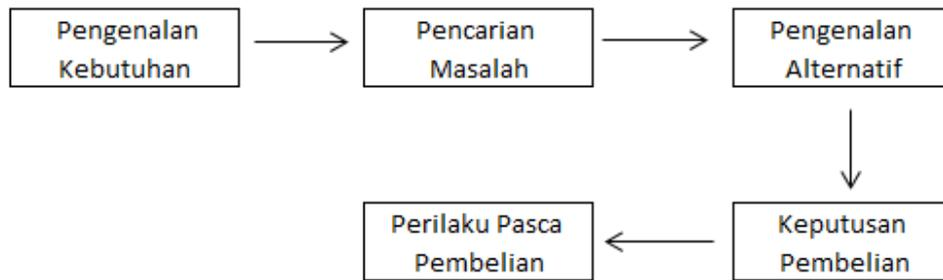 Pengenalan
Kebutuhan
Pencarian
Masalah
Pengenalan
Alternatif
Keputusan
Pembelian
Perilaku Pasca
Pembelian